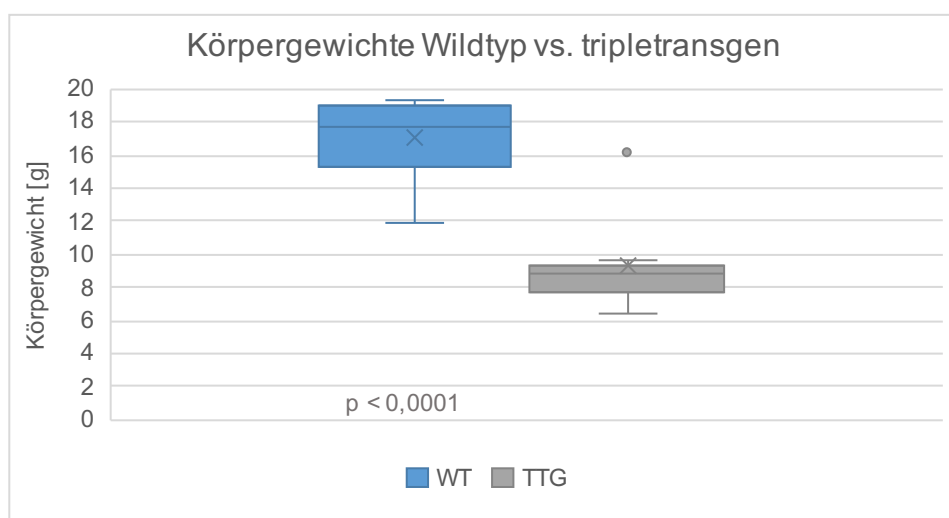 Körpergewichte Wildtyp vs. tripletransgen
Körpergewicht [g]
20
18
16
14
12
10
8
6
4
2
0
p < 0,0001
WT TTG